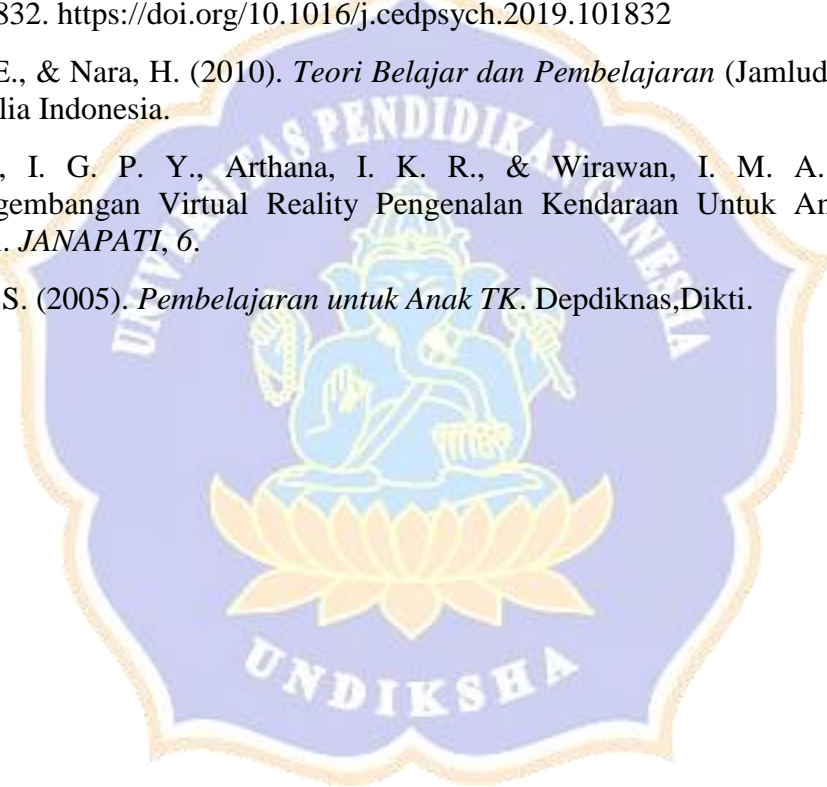 832. https://doi.org/10.1016/j.cedpsych.2019.101832
E., & Nara, H. (2010). Teori Belajar dan Pembelajaran (Jamlud
lia Indonesia.
, I. G. P. Y., Arthana, I. K. R., & Wirawan, I. M. A.
gembangan Virtual Reality Pengenalan Kendaraan Untuk An
. JANAPATI, 6.
S. (2005). Pembelajaran untuk Anak TK. Depdiknas,Dikti.
UNIVERSITAS PENDIDIKAN GANESHA
UNDIKSHA